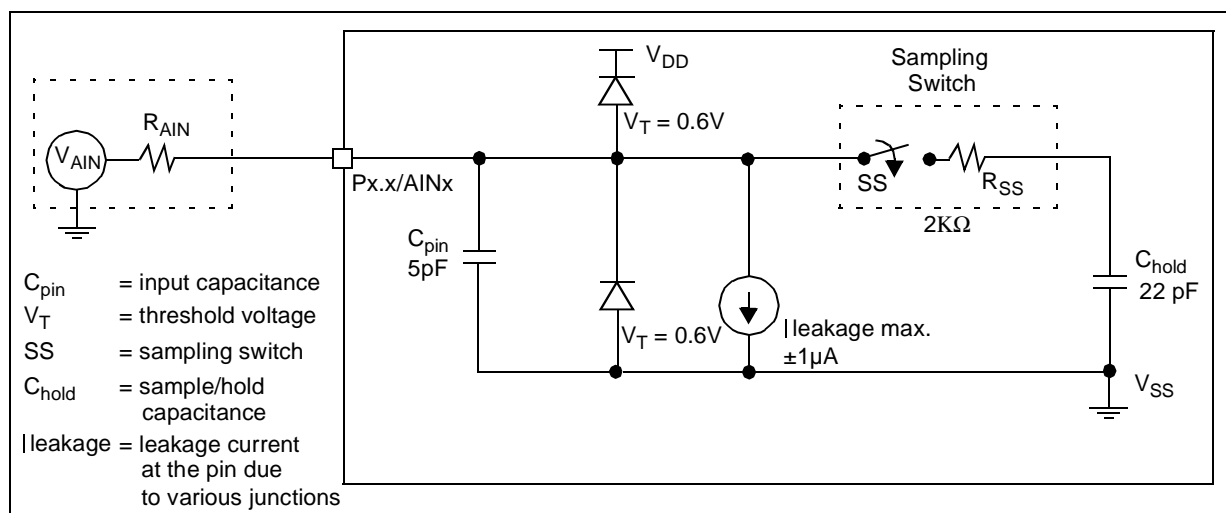 V_DD
Sampling
Switch
V_T = 0.6V
R_AIN
V_AIN
Px.x/AINx
SS
R_SS
2KΩ
C_pin
5pF
C_hold
22 pF
V_T = 0.6V
I leakage max.
±1µA
V_SS
C_pin = input capacitance
V_T = threshold voltage
SS = sampling switch
C_hold = sample/hold
capacitance
I leakage = leakage current
at the pin due
to various junctions